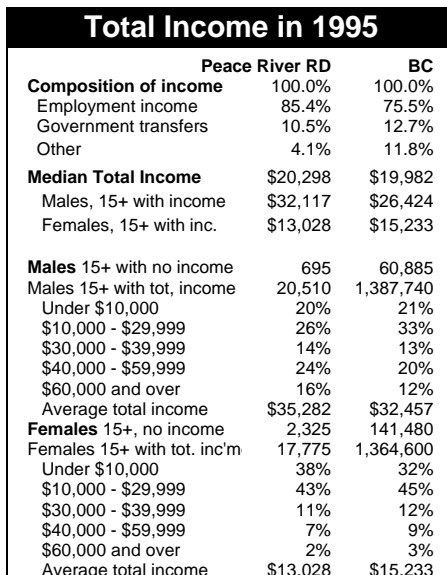 Total Income in 1995
Peace River RD BC
Composition of income 100.0% 100.0%
Employment income 85.4% 75.5%
Government transfers 10.5% 12.7%
Other 4.1% 11.8%
Median Total Income $20,298 $19,982
Males, 15+ with income $32,117 $26,424
Females, 15+ with inc. $13,028 $15,233
Males 15+ with no income 695 60,885
Males 15+ with tot, income 20,510 1,387,740
Under $10,000 20% 21%
$10,000 - $29,999 26% 33%
$30,000 - $39,999 14% 13%
$40,000 - $59,999 24% 20%
$60,000 and over 16% 12%
Average total income $35,282 $32,457
Females 15+, no income 2,325 141,480
Females 15+ with tot. inc'm 17,775 1,364,600
Under $10,000 38% 32%
$10,000 - $29,999 43% 45%
$30,000 - $39,999 11% 12%
$40,000 - $59,999 7% 9%
$60,000 and over 2% 3%
Average total income $13,028 $15,233